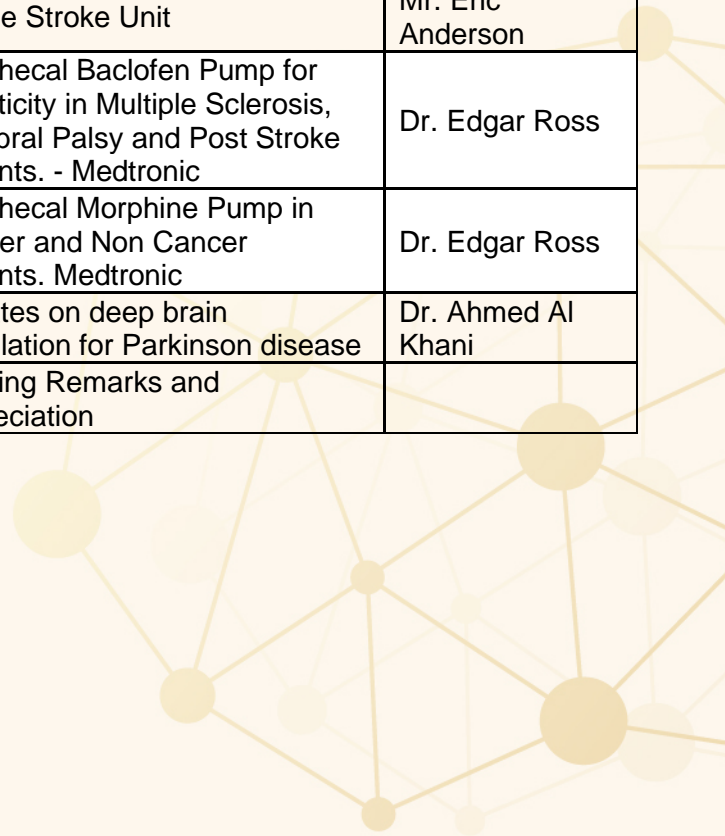 e Stroke Unit
Mr. Eric
Anderson
hecal Baclofen Pump for
ticity in Multiple Sclerosis,
oral Palsy and Post Stroke
nts. - Medtronic
Dr. Edgar Ross
hecal Morphine Pump in
er and Non Cancer
nts. Medtronic
Dr. Edgar Ross
tes on deep brain
lation for Parkinson disease
Dr. Ahmed Al
Khani
ing Remarks and
eciation